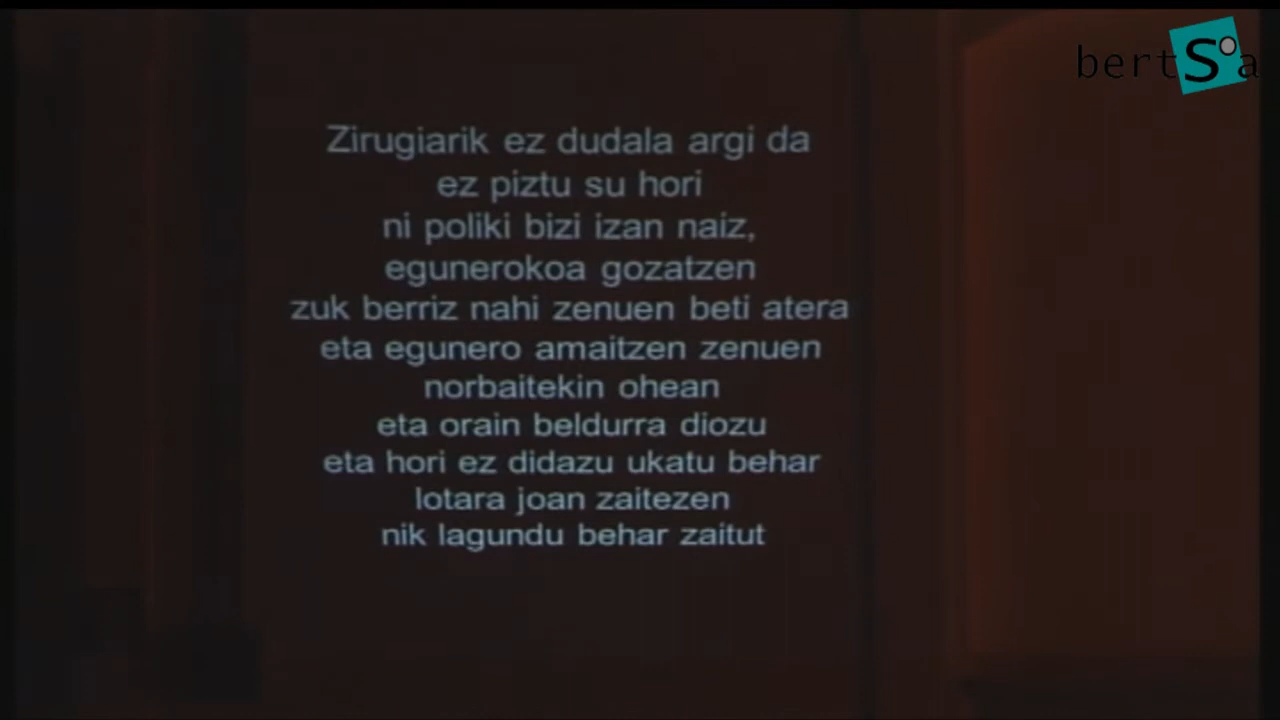 bertSoa
Zirugiarik ez dudala argi da
ez piztu su hori
ni poliki bizi izan naiz,
egunerokoa gozatzen
zuk berriz nahi zenuen beti atera
eta egunero amaitzen zenuen
norbaitekin ohean
eta orain beldurra diozu
eta hori ez didazu ukatu behar
lotara joan zaitezen
nik lagundu behar zaitut